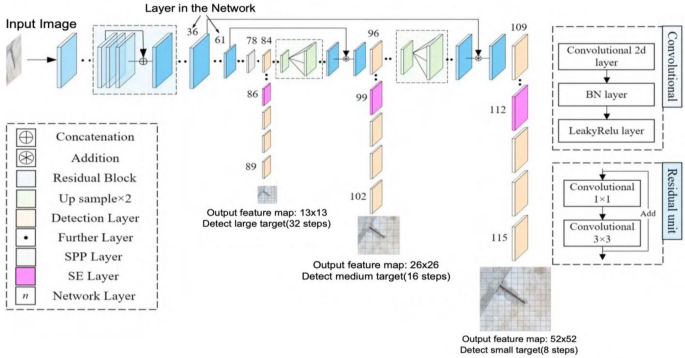 Input Image
Layer in the Network
36
61
78
84
96
109
86
89
99
102
112
115
Concatenation
Addition
Residual Block
Up sample×2
Detection Layer
Further Layer
SPP Layer
SE Layer
n
Network Layer
Output feature map: 13x13
Detect large target(32 steps)
Output feature map: 26x26
Detect medium target(16 steps)
Output feature map: 52x52
Detect small target(8 steps)
Convolutional 2d
layer
BN layer
LeakyRelu layer
Convolutional
Convolutional
1×1
Add
Convolutional
3×3
Residual unit